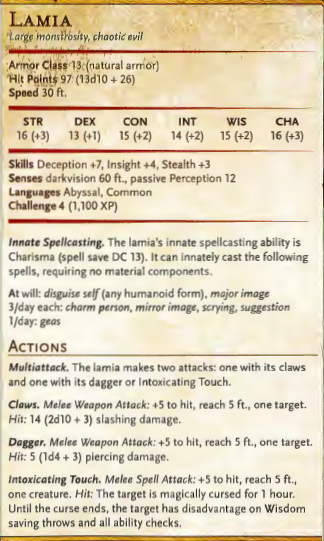 LAMIA
Large monstrosity, chaotic evil
Armor Class 13 (natural armor)
Hit Points 97 (13d10 + 26)
Speed 30 ft.
STR DEX CON INT WIS CHA
16 (+3) 13 (+1) 15 (+2) 14 (+2) 15 (+2) 16 (+3)
Skills Deception +7, Insight +4, Stealth +3
Senses darkvision 60 ft., passive Perception 12
Languages Abyssal, Common
Challenge 4 (1,100 XP)
Innate Spellcasting. The lamia's innate spellcasting ability is
Charisma (spell save DC 13). It can innately cast the following
spells, requiring no material components.
At will: disguise self (any humanoid form), major image
3/day each: charm person, mirror image, scrying, suggestion
1/day: geas
ACTIONS
Multiattack. The lamia makes two attacks: one with its claws
and one with its dagger or Intoxicating Touch.
Claws. Melee Weapon Attack: +5 to hit, reach 5 ft., one target.
Hit: 14 (2d10 + 3) slashing damage.
Dagger. Melee Weapon Attack: +5 to hit, reach 5 ft., one target.
Hit: 5 (1d4 + 3) piercing damage.
Intoxicating Touch. Melee Spell Attack: +5 to hit, reach 5 ft.,
one creature. Hit: The target is magically cursed for 1 hour.
Until the curse ends, the target has disadvantage on Wisdom
saving throws and all ability checks.